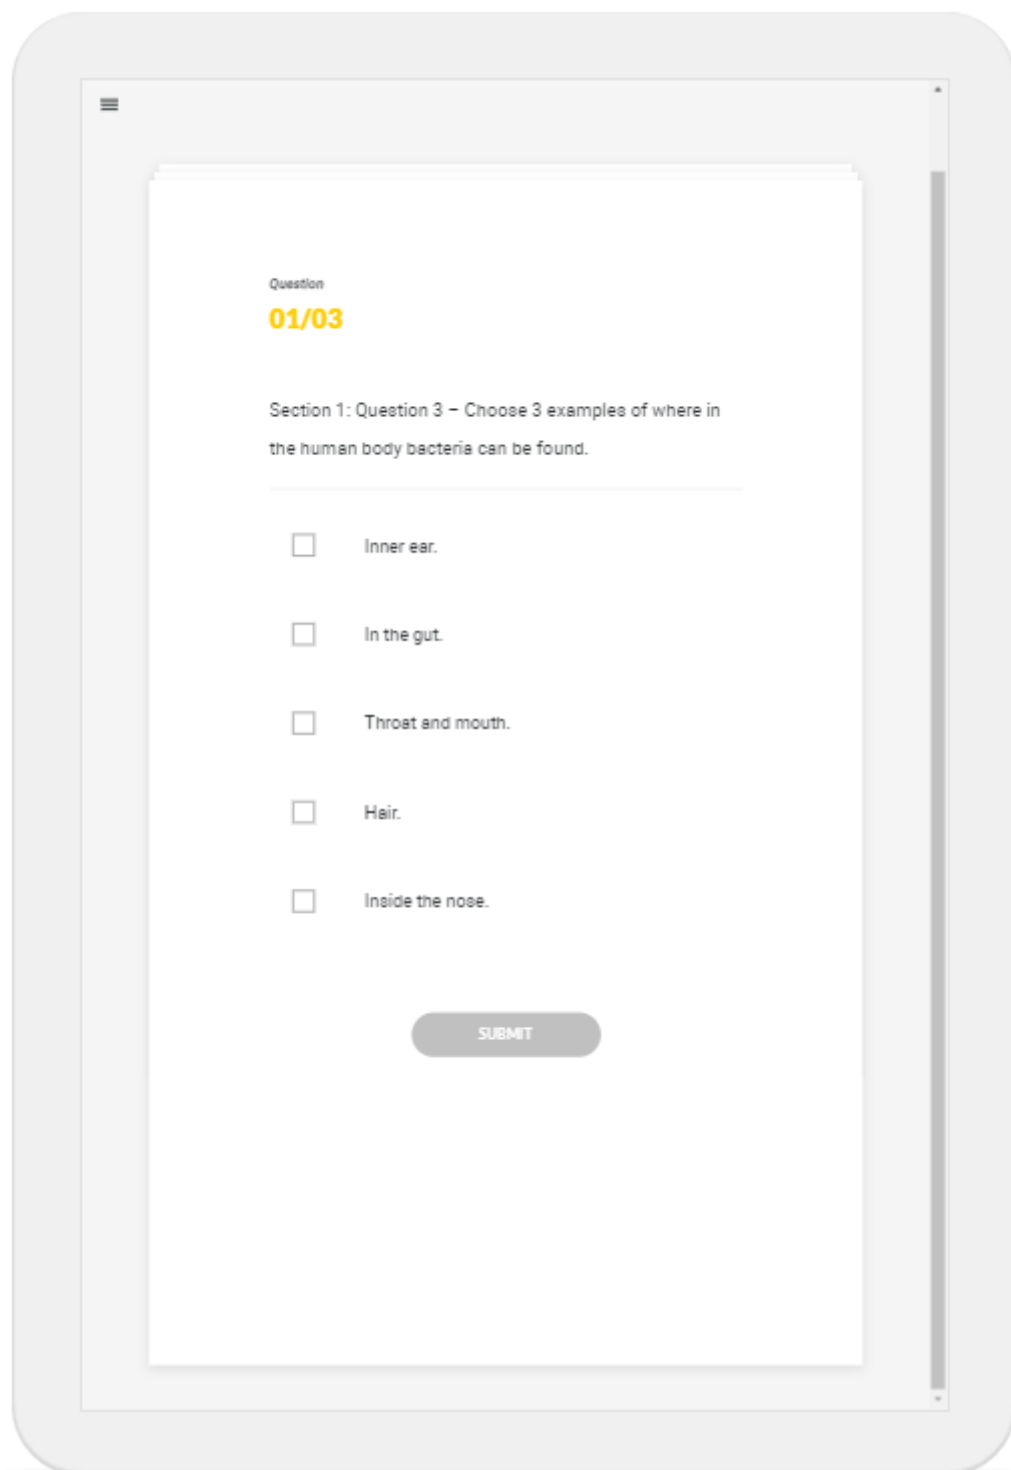 Question
01/03
Section 1: Question 3 – Choose 3 examples of where in
the human body bacteria can be found.
Inner ear.
In the gut.
Throat and mouth.
Hair.
Inside the nose.
SUBMIT